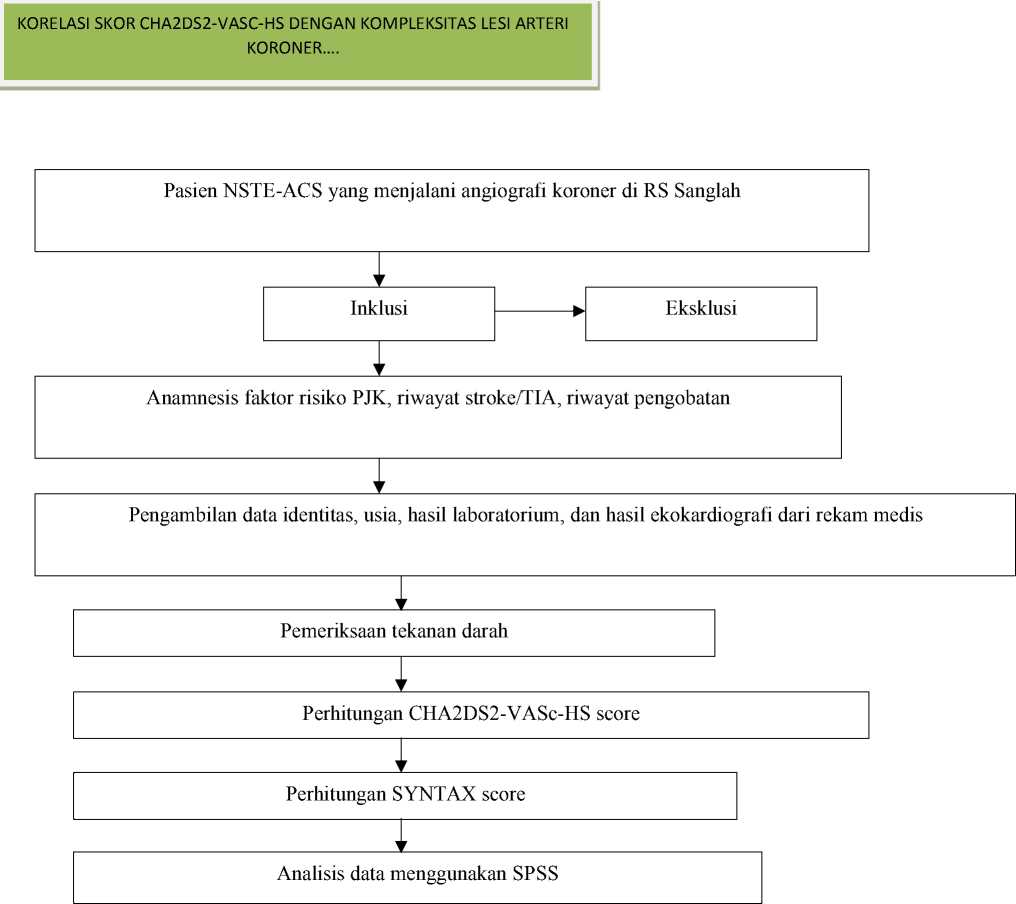 KORELASI SKOR CHA2DS2-VASC-HS DENGAN KOMPLEKSITAS LESI ARTERI
KORONER....
Pasien NSTE-ACS yang menjalani angiografi koroner di RS Sanglah
Inklusi
Eksklusi
Anamnesis faktor risiko PJK, riwayat stroke/TIA, riwayat pengobatan
Pengambilan data identitas, usia, hasil laboratorium, dan hasil ekokardiografi dari rekam medis
Pemeriksaan tekanan darah
Perhitungan CHA2DS2-VASc-HS score
Perhitungan SYNTAX score
Analisis data menggunakan SPSS